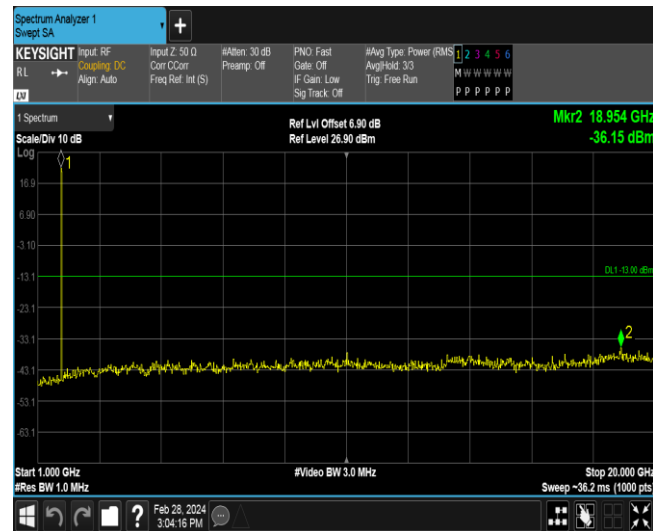 Spectrum Analyzer 1
Swept SA
+
KEYSIGHT
RL
LXI
Input: RF
Coupling: DC
Align: Auto
Input Z: 50 Ω
Corr CCorr
Freq Ref: Int (S)
#Atten: 30 dB
Preamp: Off
PNO: Fast
Gate: Off
IF Gain: Low
Sig Track: Off
#Avg Type: Power (RMS
Avg|Hold: 3/3
Trig: Free Run
1 2 3 4 5 6
M W W W W W
P P P P P P
1 Spectrum
Scale/Div 10 dB
Ref Lvl Offset 6.90 dB
Ref Level 26.90 dBm
Mkr2 18.954 GHz
-36.15 dBm
Log
1
16.9
6.90
-3.10
DL1 -13.00 dBm
-13.1
-23.1
2
-33.1
-43.1
-53.1
-63.1
Start 1.000 GHz
#Res BW 1.0 MHz
#Video BW 3.0 MHz
Stop 20.000 GHz
Sweep ~36.2 ms (1000 pts)
?
Feb 28, 2024
3:04:16 PM